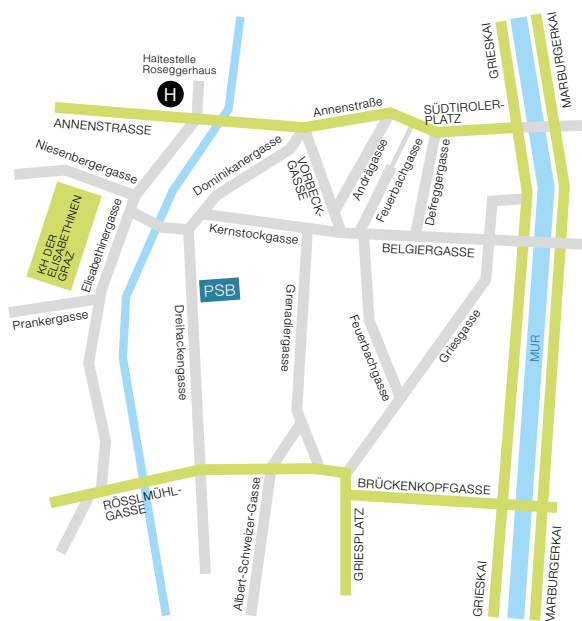 GRIESKAI
MARBURGERKAI
Haltestelle
Roseggerhaus
H
Annenstraße
SÜDTIROLER-
PLATZ
ANNENSTRASSE
Niesenbergergasse
Dominikanergasse
VORBECK-
GASSE
Andrägasse
Feuerbachgasse
Defreggergasse
KH DER
ELISABETHINEN
GRAZ
Elisabethinergasse
Kernstockgasse
BELGIERGASSE
PSB
Prankergasse
Dreihackengasse
Grenadiergasse
Feuerbachgasse
Griesgasse
MUR
RÖSSLMÜHL-
GASSE
Albert-Schweizer-Gasse
GRIESPLATZ
BRÜCKENKOPFGASSE
GRIESKAI
MARBURGERKAI